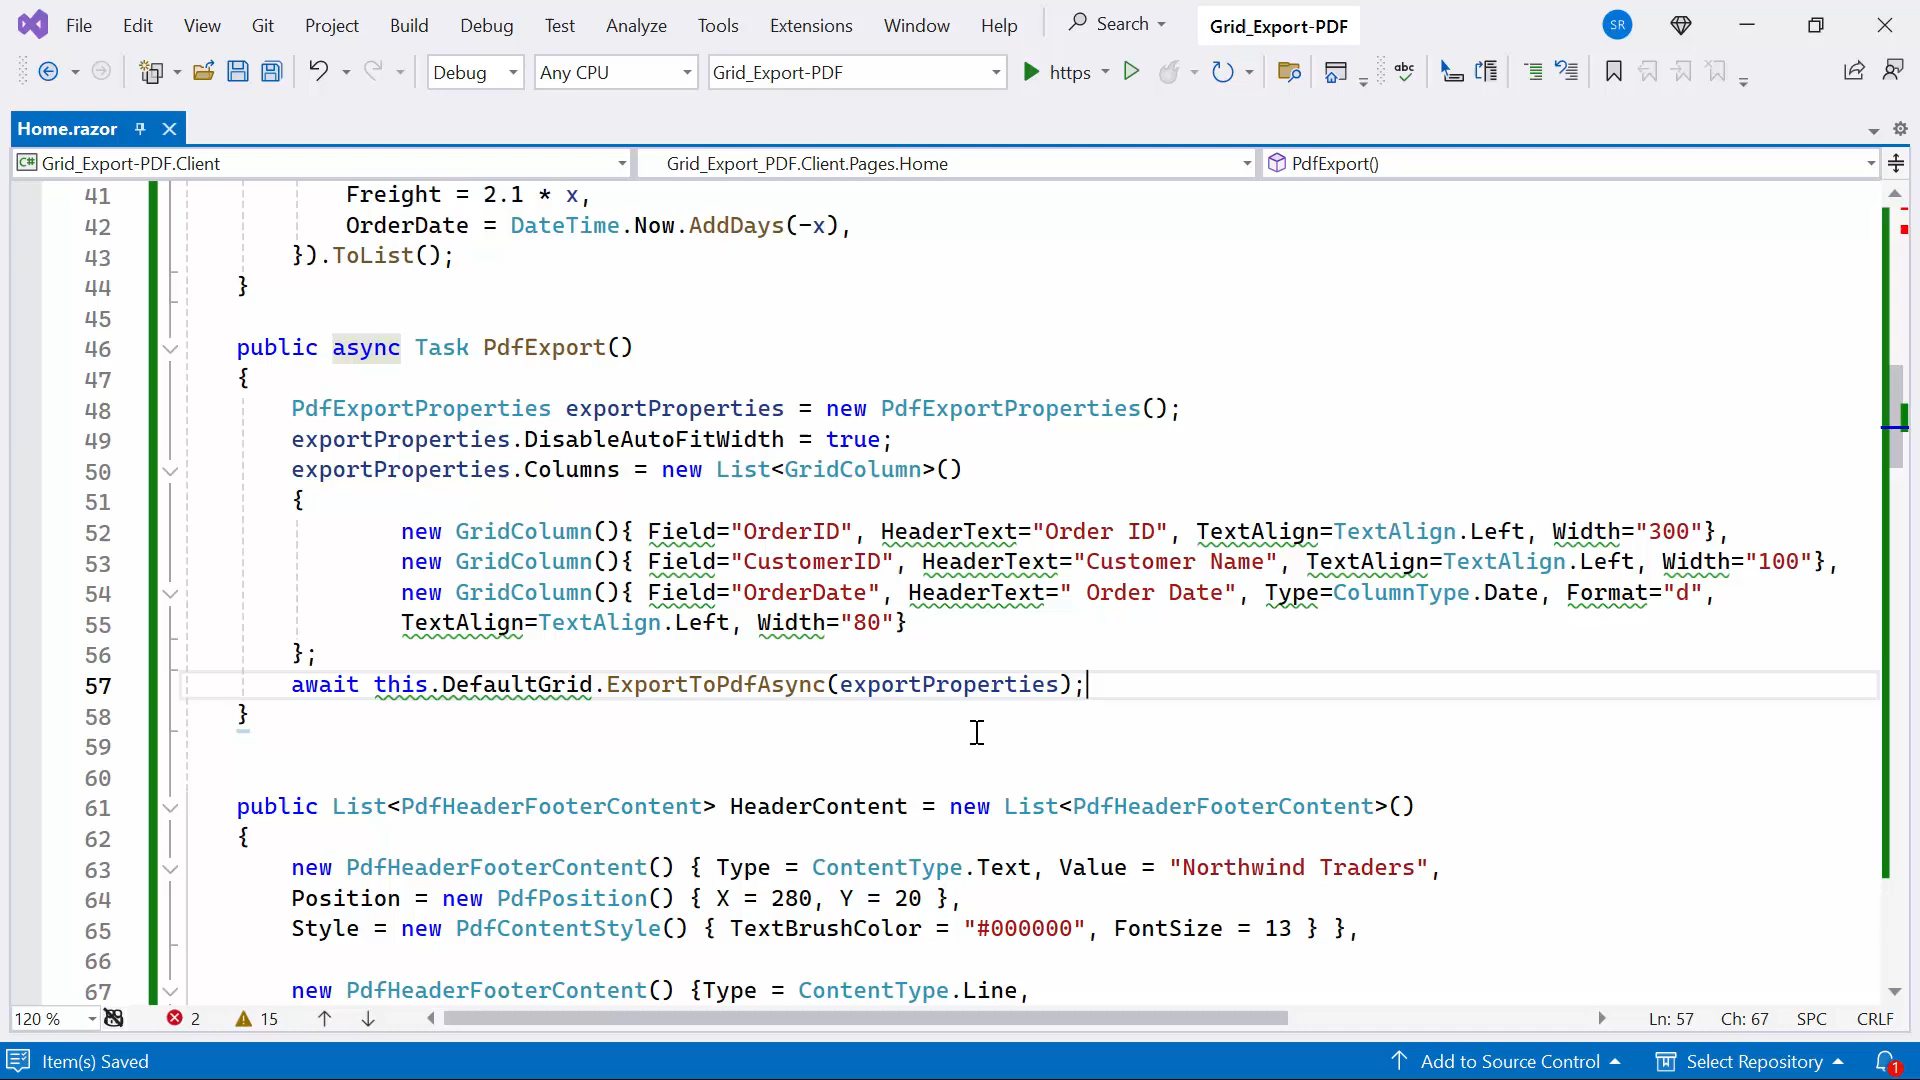 File Edit View Git Project Build Debug Test Analyze Tools Extensions Window Help Search Grid_Export-PDF SR
Debug Any CPU Grid_Export-PDF https abc
Home.razor
C# Grid_Export-PDF.Client Grid_Export_PDF.Client.Pages.Home PdfExport()
41 Freight = 2.1 * x,
42 OrderDate = DateTime.Now.AddDays(-x),
43 }).ToList();
44 }
45
46 public async Task PdfExport()
47 {
48 PdfExportProperties exportProperties = new PdfExportProperties();
49 exportProperties.DisableAutoFitWidth = true;
50 exportProperties.Columns = new List<GridColumn>()
51 {
52 new GridColumn(){ Field="OrderID", HeaderText="Order ID", TextAlign=TextAlign.Left, Width="300"},
53 new GridColumn(){ Field="CustomerID", HeaderText="Customer Name", TextAlign=TextAlign.Left, Width="100"},
54 new GridColumn(){ Field="OrderDate", HeaderText=" Order Date", Type=ColumnType.Date, Format="d",
55 TextAlign=TextAlign.Left, Width="80"}
56 };
57 await this.DefaultGrid.ExportToPdfAsync(exportProperties);
58 }
59
60
61 public List<PdfHeaderFooterContent> HeaderContent = new List<PdfHeaderFooterContent>()
62 {
63 new PdfHeaderFooterContent() { Type = ContentType.Text, Value = "Northwind Traders",
64 Position = new PdfPosition() { X = 280, Y = 20 },
65 Style = new PdfContentStyle() { TextBrushColor = "#000000", FontSize = 13 } },
66
67 new PdfHeaderFooterContent() {Type = ContentType.Line,
120 % 2 15 Ln: 57 Ch: 67 SPC CRLF
Item(s) Saved Add to Source Control Select Repository 1